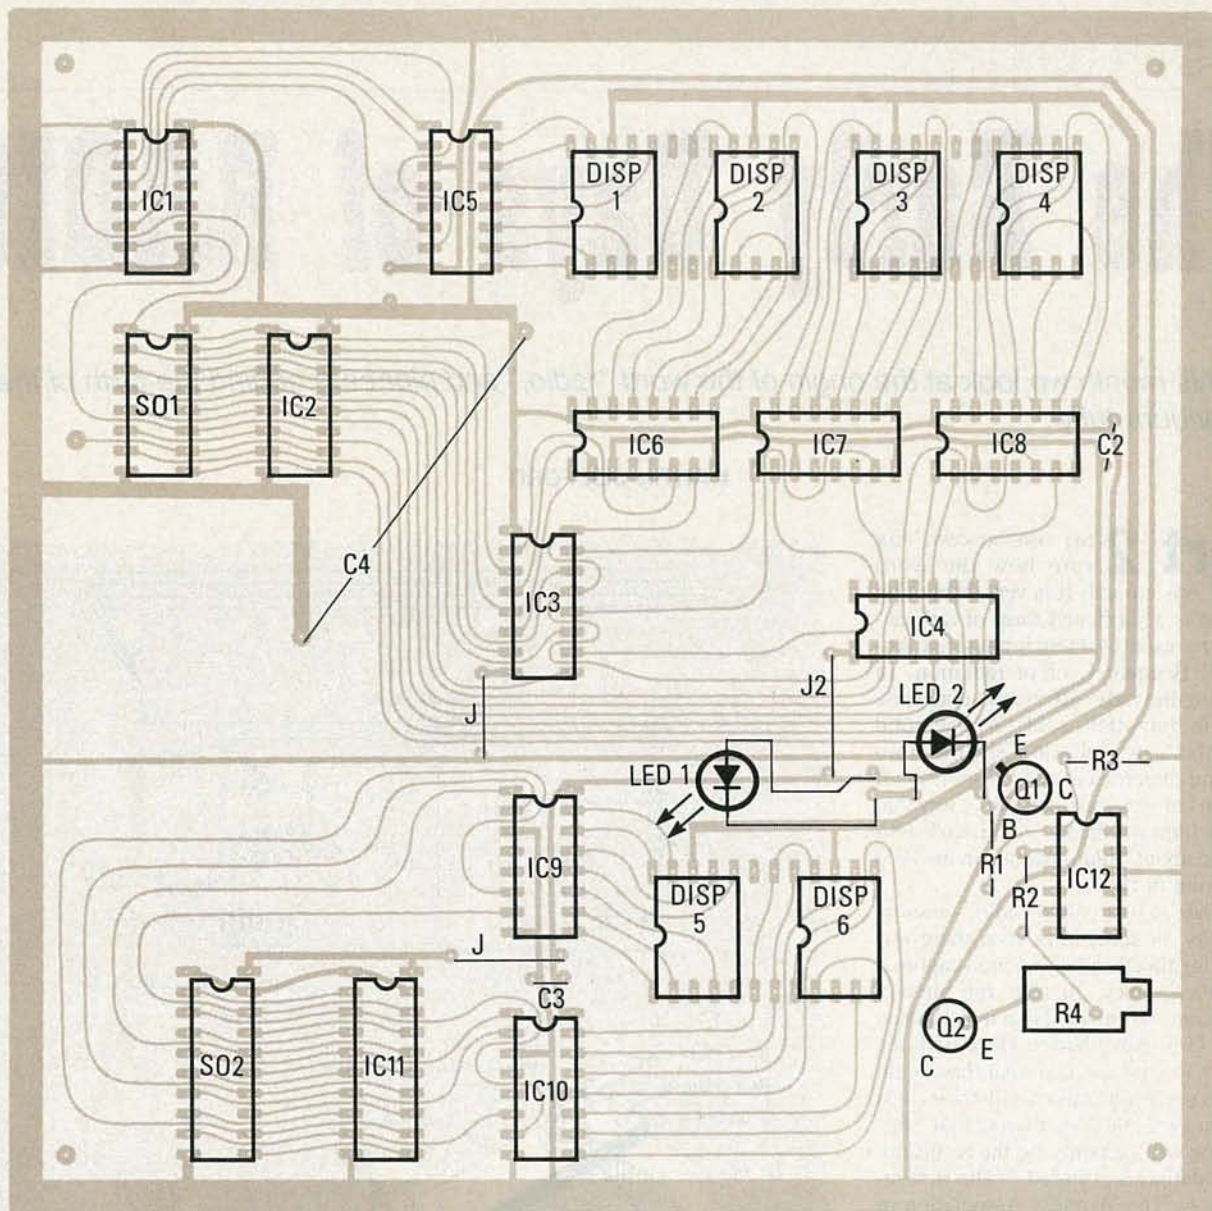 IC1
IC5
DISP
1
DISP
2
DISP
3
DISP
4
SO1
IC2
IC6
IC7
IC8
C2
C4
IC3
IC4
J
J2
LED 2
LED 1
E
Q1
C
B
R3
IC9
DISP
5
DISP
6
R1
R2
IC12
J
C3
SO2
IC11
IC10
Q2
C
E
R4